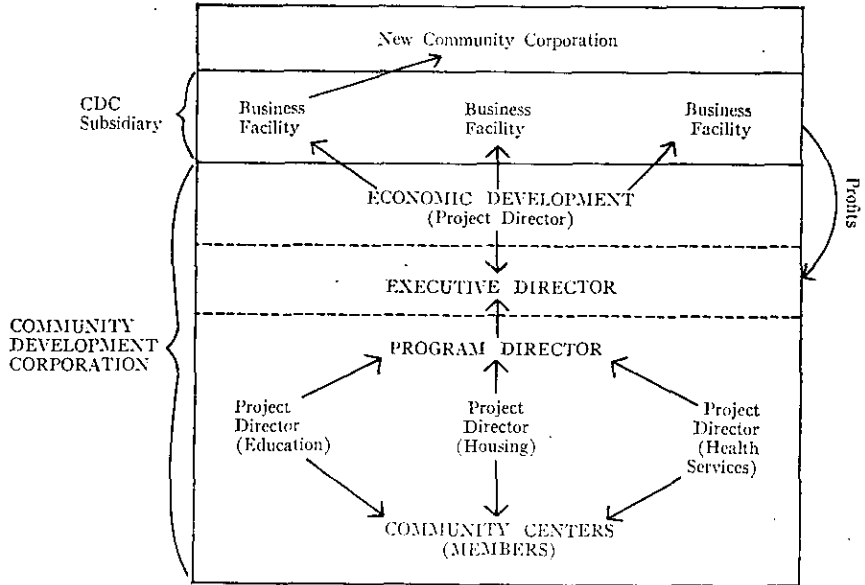 New Community Corporation
CDC
Subsidiary
Business
Facility
Business
Facility
Business
Facility
Profits
ECONOMIC DEVELOPMENT
(Project Director)
EXECUTIVE DIRECTOR
COMMUNITY
DEVELOPMENT
CORPORATION
PROGRAM DIRECTOR
Project
Director
(Education)
Project
Director
(Housing)
Project
Director
(Health
Services)
COMMUNITY CENTERS
(MEMBERS)